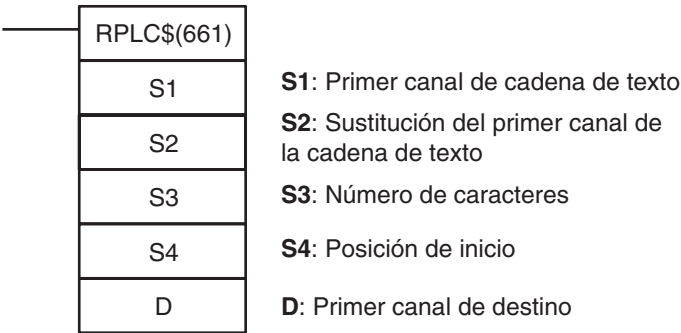 RPLC$(661)
S1
S1: Primer canal de cadena de texto
S2
S2: Sustitución del primer canal de
la cadena de texto
S3
S3: Número de caracteres
S4
S4: Posición de inicio
D
D: Primer canal de destino